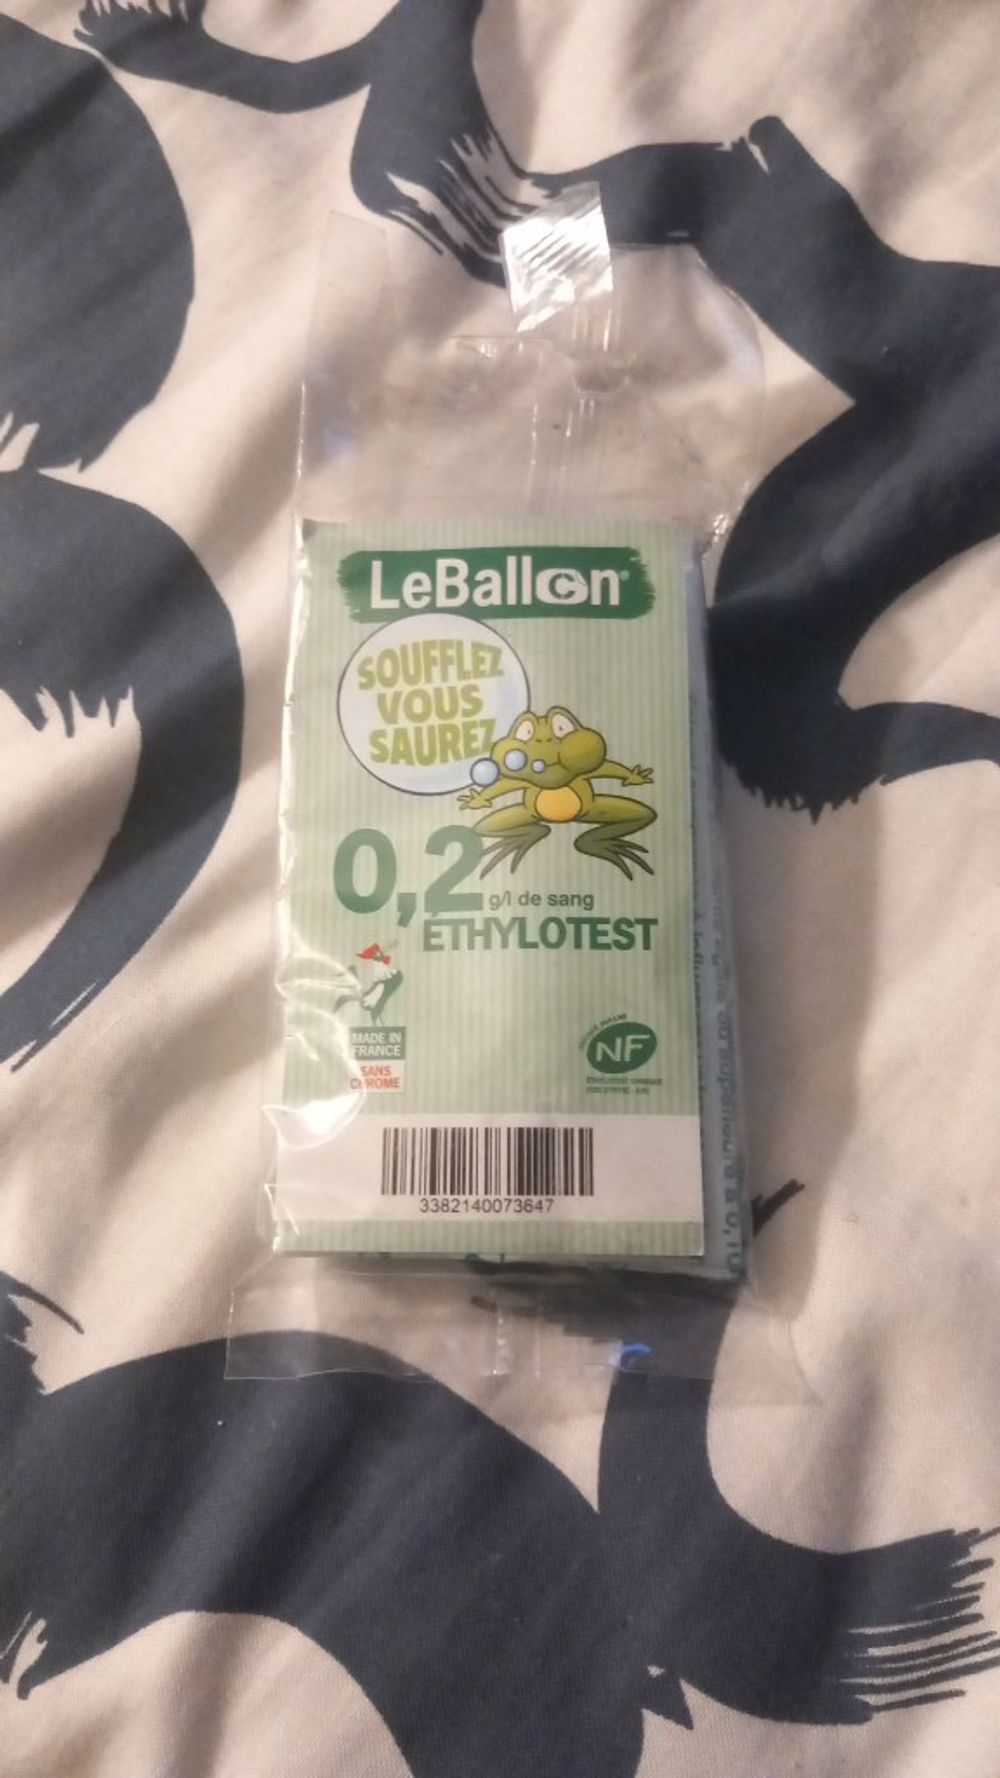 LeBallon
SOUFFLEZ
VOUS
SAUREZ
0,2 g/l de sang
ÉTHYLOTEST
MADE IN
FRANCE
SANS
CHROME
NF
3382140073647